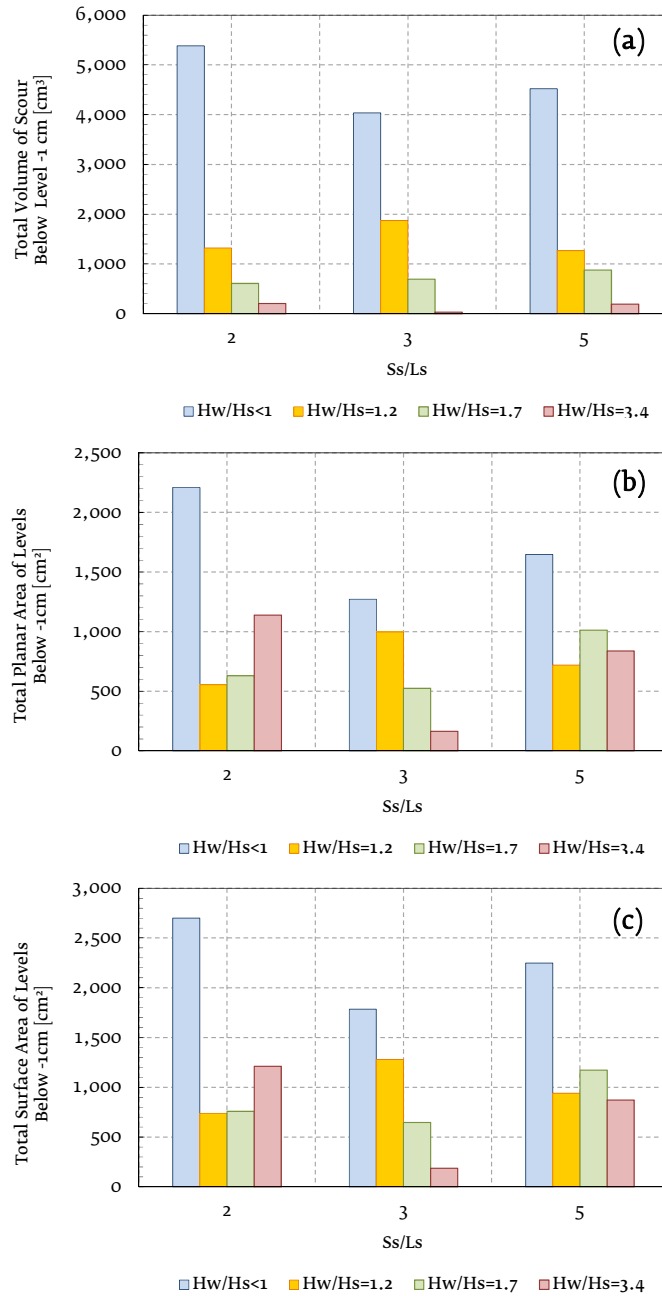 (a)
Total Volume of Scour
Below Level -1 cm [cm³]
6,000
5,000
4,000
3,000
2,000
1,000
0
2 3 5
Ss/Ls
Hw/Hs<1 Hw/Hs=1.2 Hw/Hs=1.7 Hw/Hs=3.4
(b)
Total Planar Area of Levels
Below -1cm [cm²]
2,500
2,000
1,500
1,000
500
0
2 3 5
Ss/Ls
Hw/Hs<1 Hw/Hs=1.2 Hw/Hs=1.7 Hw/Hs=3.4
(c)
Total Surface Area of Levels
Below -1cm [cm²]
3,000
2,500
2,000
1,500
1,000
500
0
2 3 5
Ss/Ls
Hw/Hs<1 Hw/Hs=1.2 Hw/Hs=1.7 Hw/Hs=3.4